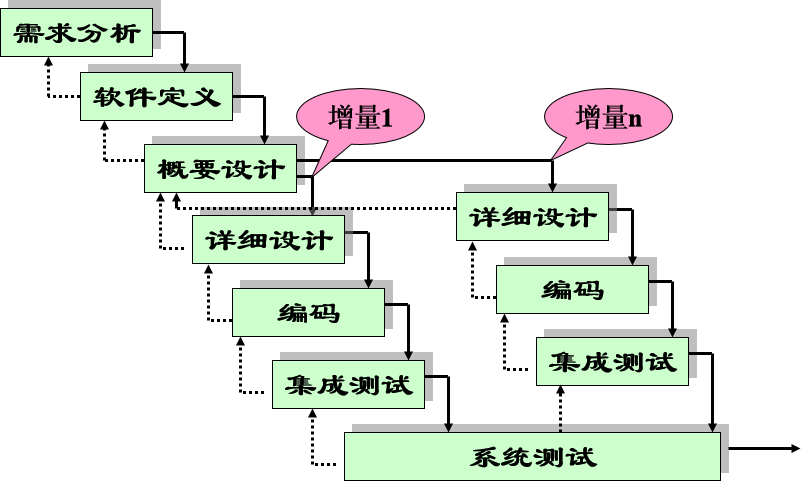 需求分析
软件定义
增量1
增量n
概要设计
详细设计
详细设计
编码
编码
集成测试
集成测试
系统测试